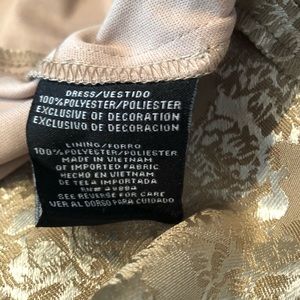 DRESS/VESTIDO
100%POLYESTER/POLIESTER
EXCLUSIVE OF DECORATION
EXCLUSIVO DE DECORACION
LINING/FORRO
100%POLYESTER/POLIESTER
MADE IN VIETNAM
OF IMPORTED FABRIC
HECHO EN VIETNAM
DE TELA IMPORTADA
RN#
SEE REVERSE FOR CARE
VER AL DORSO PARA CUIDADO